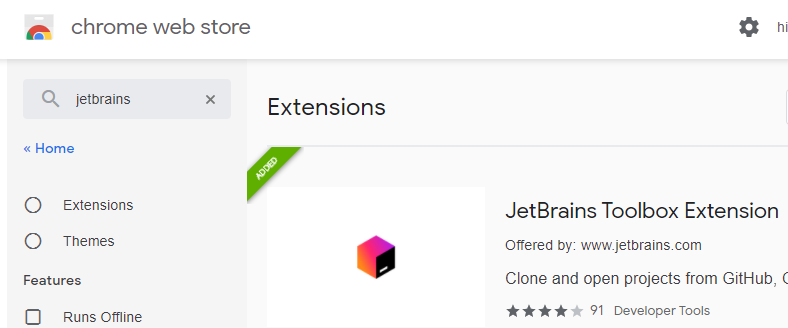 chrome web store
hi
jetbrains
« Home
Extensions
Themes
Features
Runs Offline
Extensions
ADDED
JetBrains Toolbox Extension
Offered by: www.jetbrains.com
Clone and open projects from GitHub,
91 Developer Tools